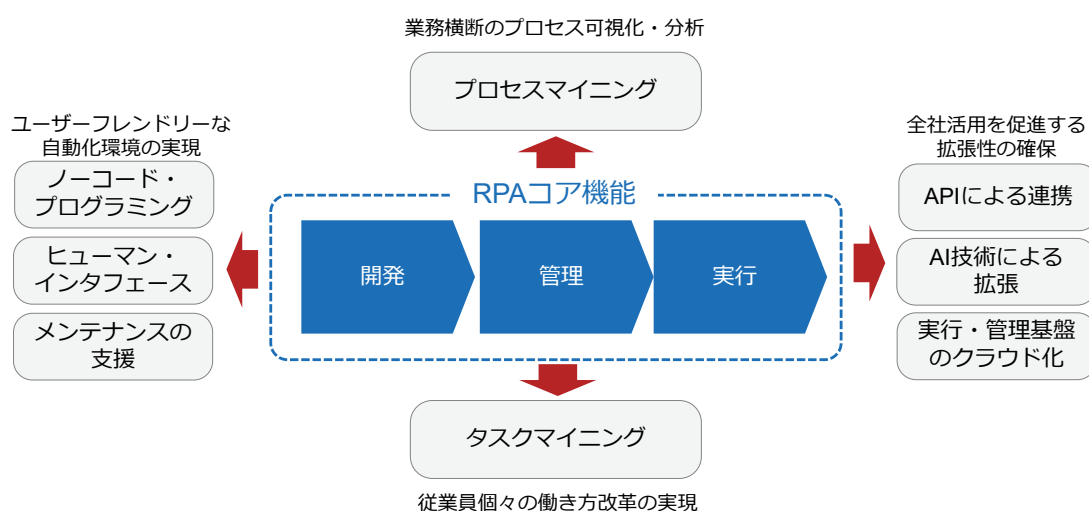 業務横断のプロセス可視化・分析
プロセスマイニング
ユーザーフレンドリーな
自動化環境の実現
ノーコード・
プログラミング
ヒューマン・
インタフェース
メンテナンスの
支援
RPAコア機能
開発
管理
実行
全社活用を促進する
拡張性の確保
APIによる連携
AI技術による
拡張
実行・管理基盤
のクラウド化
タスクマイニング
従業員個々の働き方改革の実現